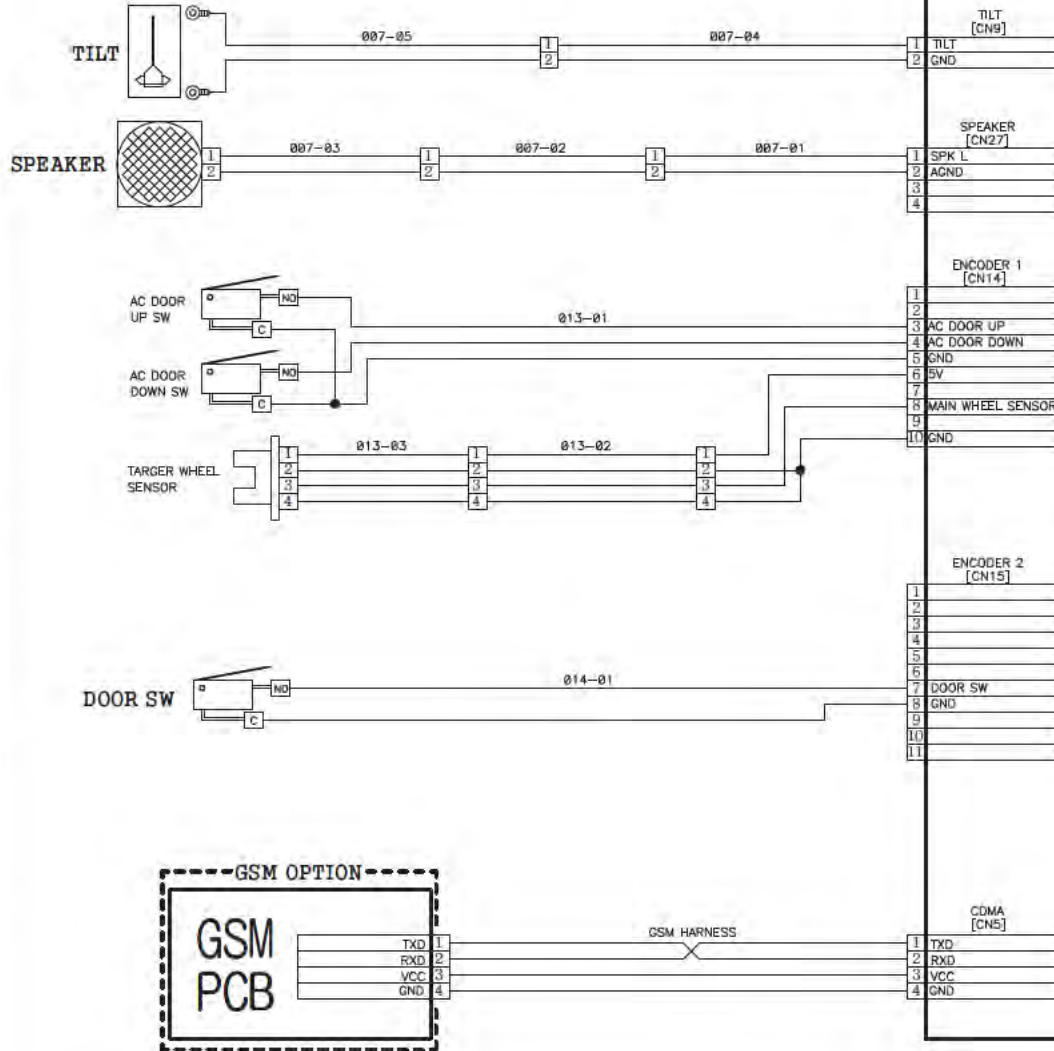 TILT
007-05
1
2
007-04
TILT
[CN9]
1 TILT
2 GND
SPEAKER
1
2
007-03
1
2
007-02
1
2
007-01
SPEAKER
[CN27]
1 SPK L
2 AGND
3
4
AC DOOR
UP SW
NO
C
AC DOOR
DOWN SW
NO
C
013-01
ENCODER 1
[CN14]
1
2
3 AC DOOR UP
4 AC DOOR DOWN
5 GND
6 5V
7
8 MAIN WHEEL SENSOR
9
10 GND
TARGER WHEEL
SENSOR
1
2
3
4
013-03
1
2
3
4
013-02
1
2
3
4
ENCODER 2
[CN15]
1
2
3
4
5
6
7 DOOR SW
8 GND
9
10
11
DOOR SW
NO
C
014-01
GSM OPTION
GSM
PCB
TXD 1
RXD 2
VCC 3
GND 4
GSM HARNESS
CDMA
[CN5]
1 TXD
2 RXD
3 VCC
4 GND